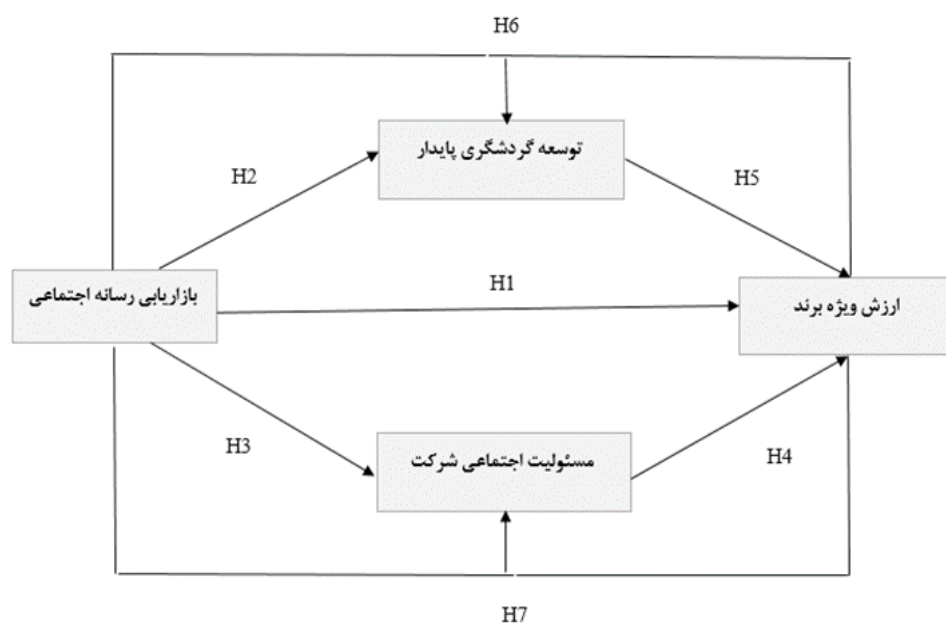 H6
توسعه گردشگری پایدار
H2
H5
بازاریابی رسانه اجتماعی
H1
ارزش ویژه برند
H3
مسئولیت اجتماعی شرکت
H4
H7